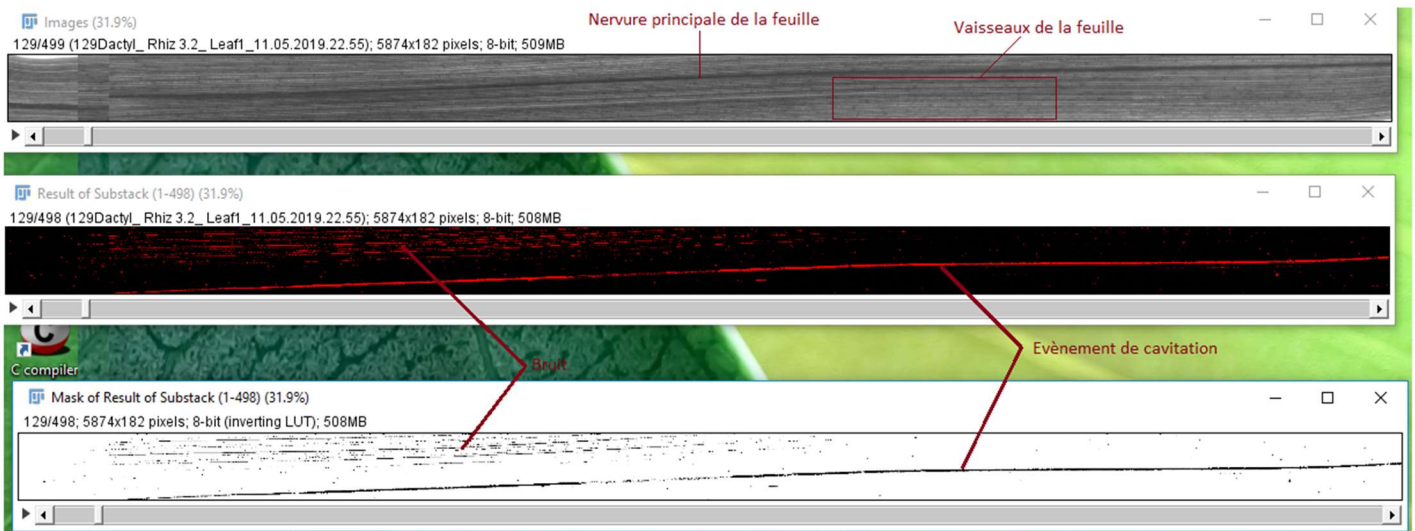 Images (31.9%)
Nervure principale de la feuille
Vaisseaux de la feuille
129/499 (129Dactyl_ Rhiz 3.2_ Leaf1_11.05.2019.22.55); 5874x182 pixels; 8-bit; 509MB
Result of Substack (1-498) (31.9%)
129/498 (129Dactyl_ Rhiz 3.2_ Leaf1_11.05.2019.22.55); 5874x182 pixels; 8-bit; 508MB
C
Evènement de cavitation
Bruit
C compiler
Mask of Result of Substack (1-498) (31.9%)
129/498; 5874x182 pixels; 8-bit (inverting LUT); 508MB